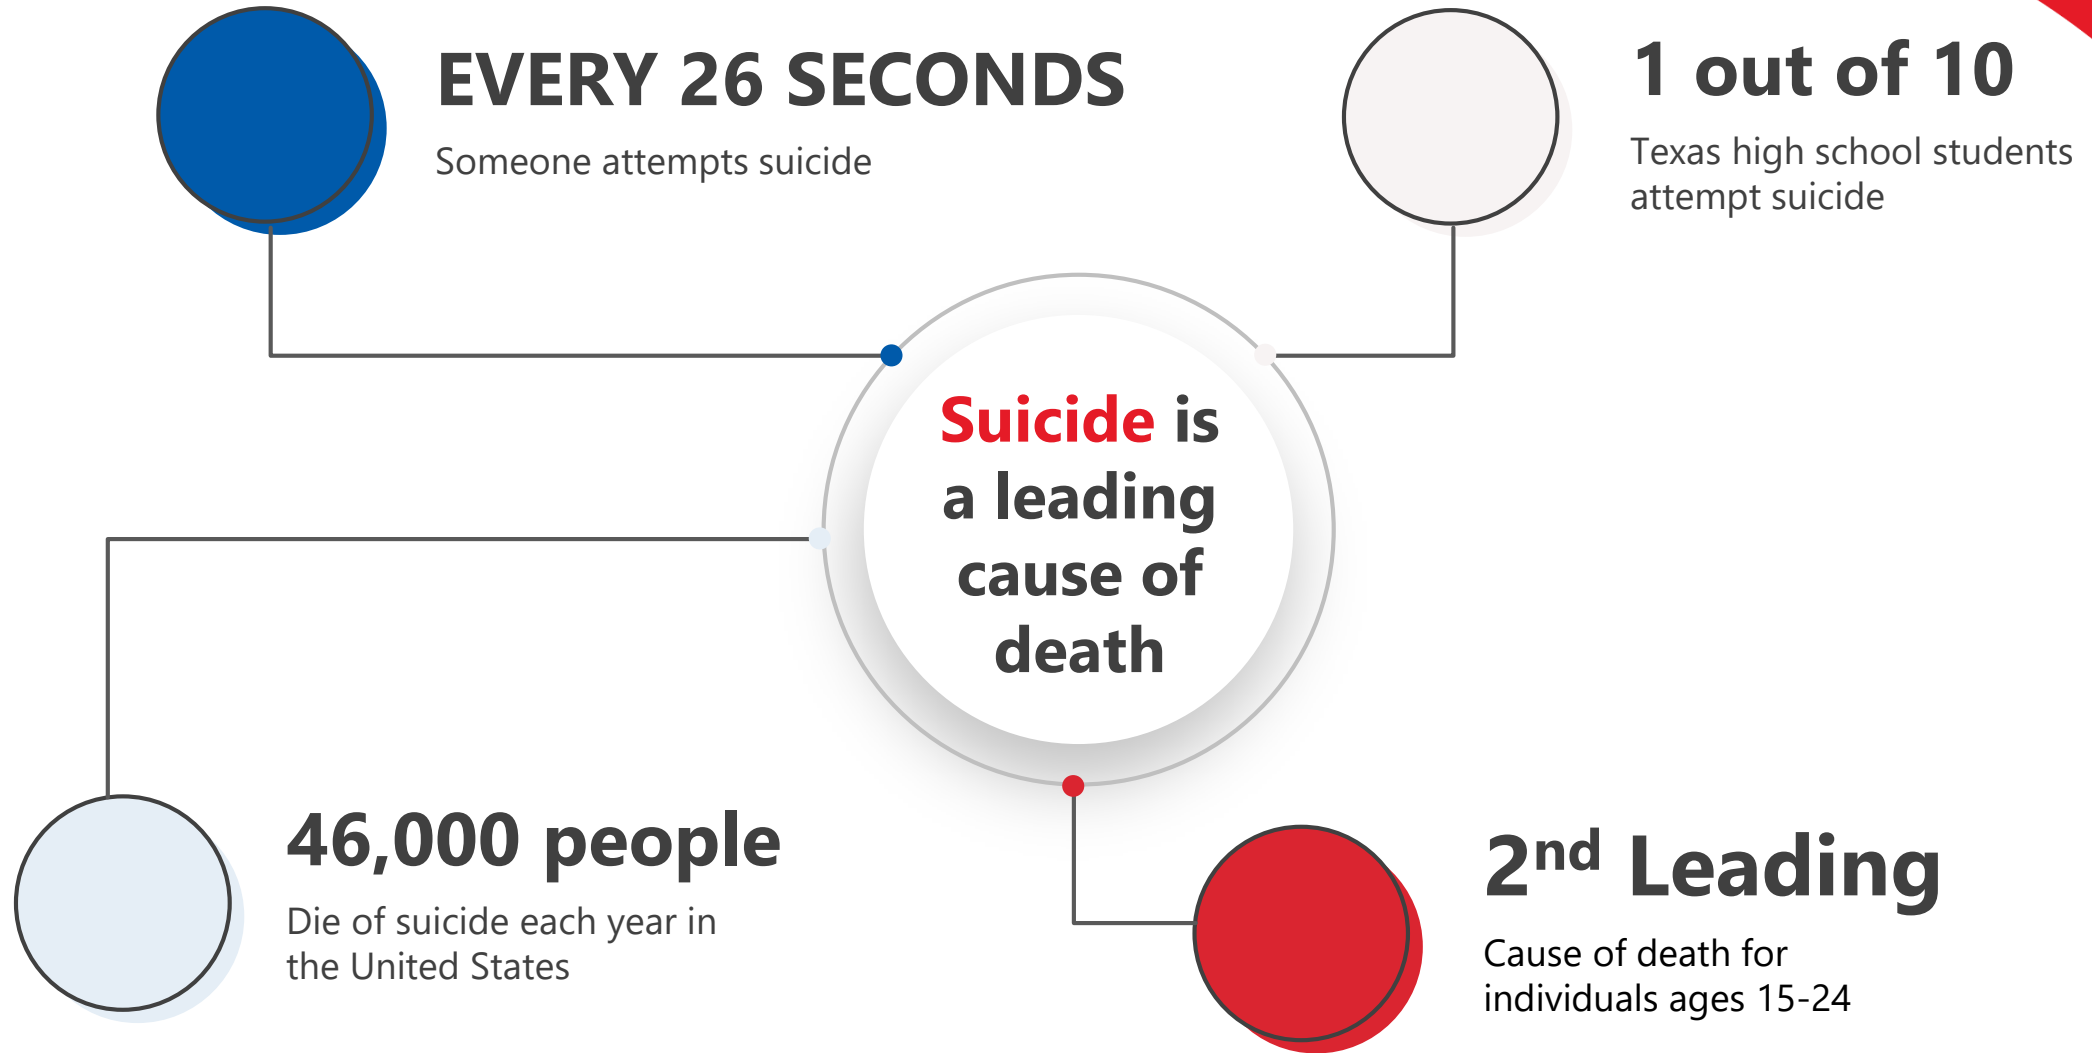 EVERY 26 SECONDS
Someone attempts suicide
1 out of 10
Texas high school students
attempt suicide
Suicide is
a leading
cause of
death
46,000 people
Die of suicide each year in
the United States
2nd Leading
Cause of death for
individuals ages 15-24